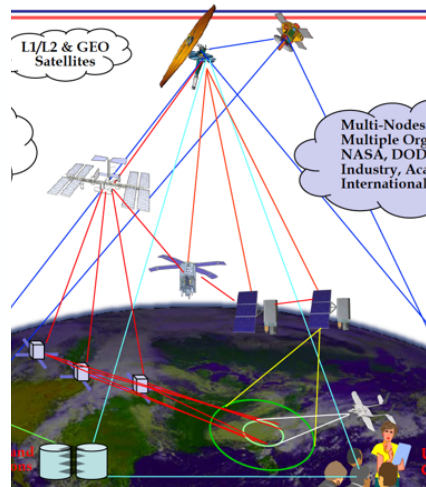 L1/L2 & GEO
Satellites
Multi-Nodes
Multiple Org
NASA, DOD
Industry, Aca
International